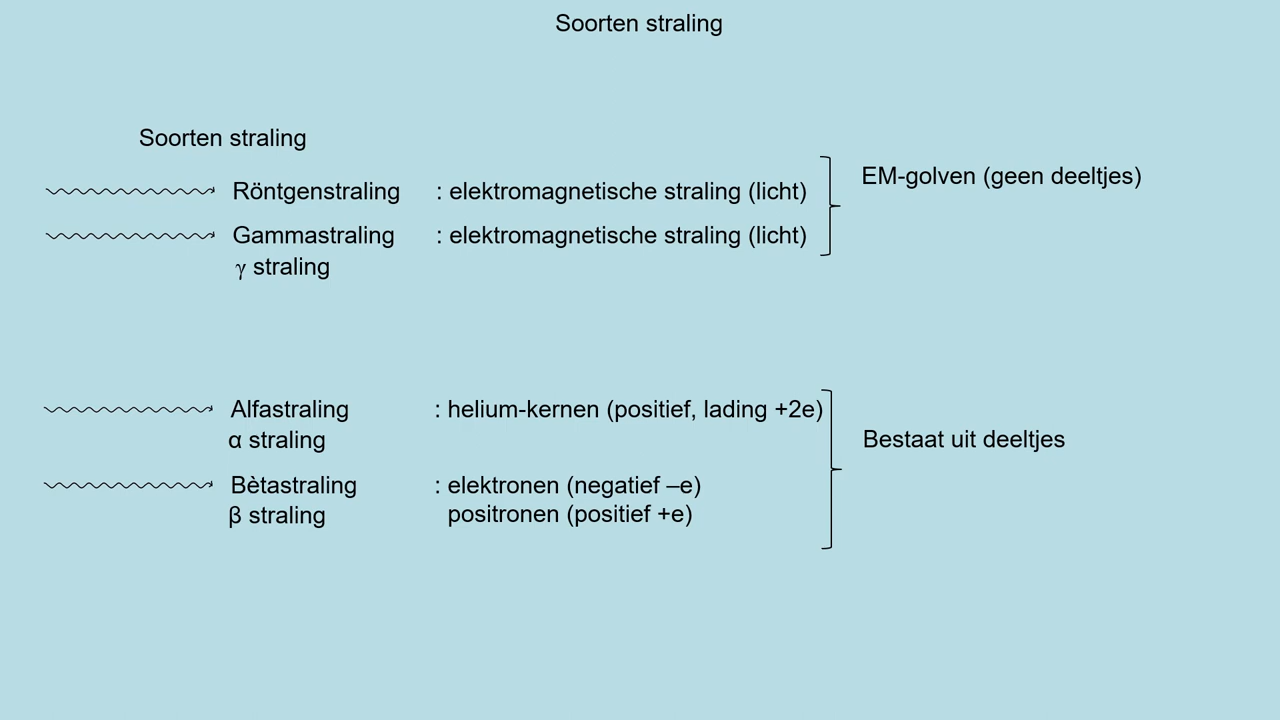 Soorten straling
Soorten straling
Röntgenstraling : elektromagnetische straling (licht)
EM-golven (geen deeltjes)
Gammastraling : elektromagnetische straling (licht)
γ straling
Alfastraling : helium-kernen (positief, lading +2e)
α straling
Bestaat uit deeltjes
Bètastraling : elektronen (negatief –e)
β straling positronen (positief +e)